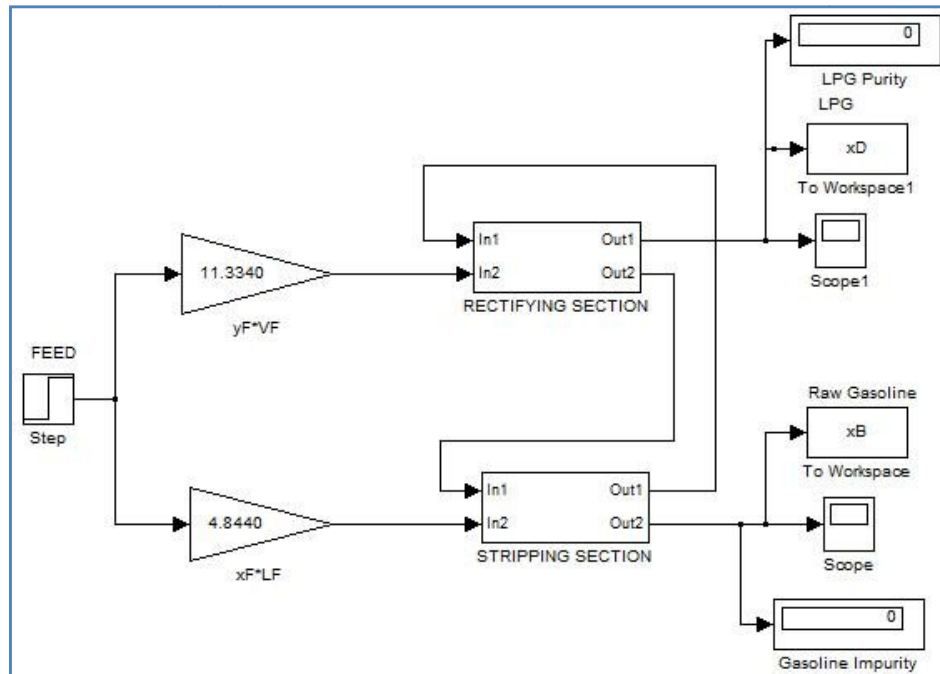 0
LPG Purity
LPG
xD
To Workspace1
Scope1
In1
Out1
In2
Out2
RECTIFYING SECTION
11.3340
yF*VF
FEED
Step
4.8440
xF*LF
In1
Out1
In2
Out2
STRIPPING SECTION
Raw Gasoline
xB
To Workspace
Scope
0
Gasoline Impurity